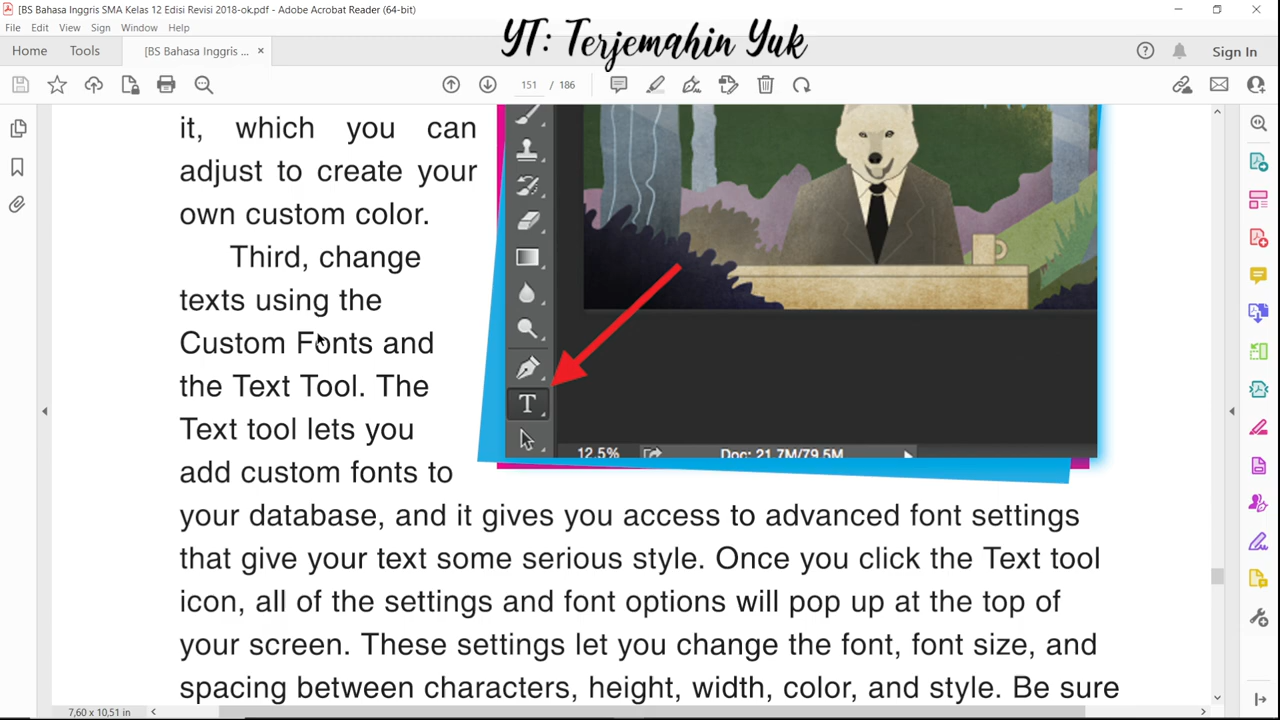 [BS Bahasa Inggris SMA Kelas 12 Edisi Revisi 2018-ok.pdf - Adobe Acrobat Reader (64-bit)
File Edit View Sign Window Help
YT: Terjemahin Yuk
Home Tools [BS Bahasa Inggris ... × Sign In
151 / 186
it, which you can
adjust to create your
own custom color.
Third, change
texts using the
Custom Fonts and
the Text Tool. The
Text tool lets you
add custom fonts to
12.5% Doc: 21.7M/79.5M
your database, and it gives you access to advanced font settings
that give your text some serious style. Once you click the Text tool
icon, all of the settings and font options will pop up at the top of
your screen. These settings let you change the font, font size, and
spacing between characters, height, width, color, and style. Be sure
7,60 x 10,51 in